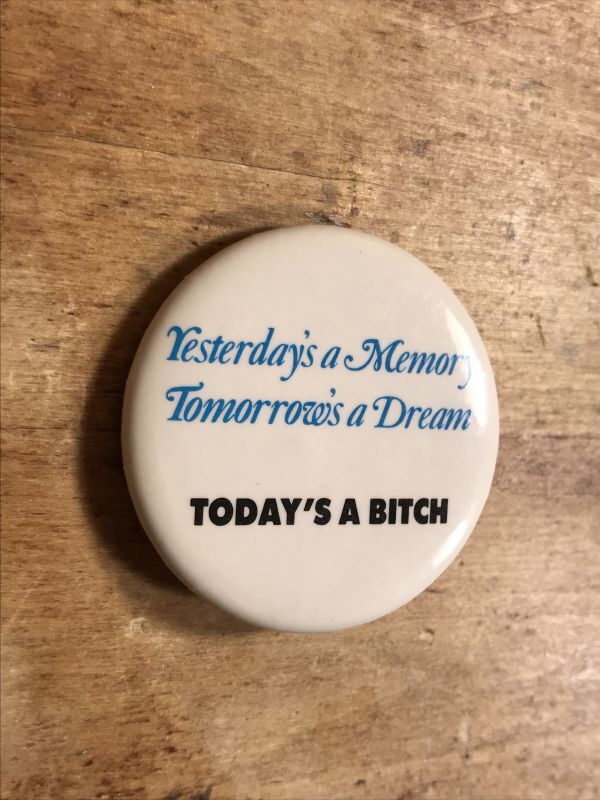 Yesterday's a Memory
Tomorrow's a Dream
TODAY'S A BITCH